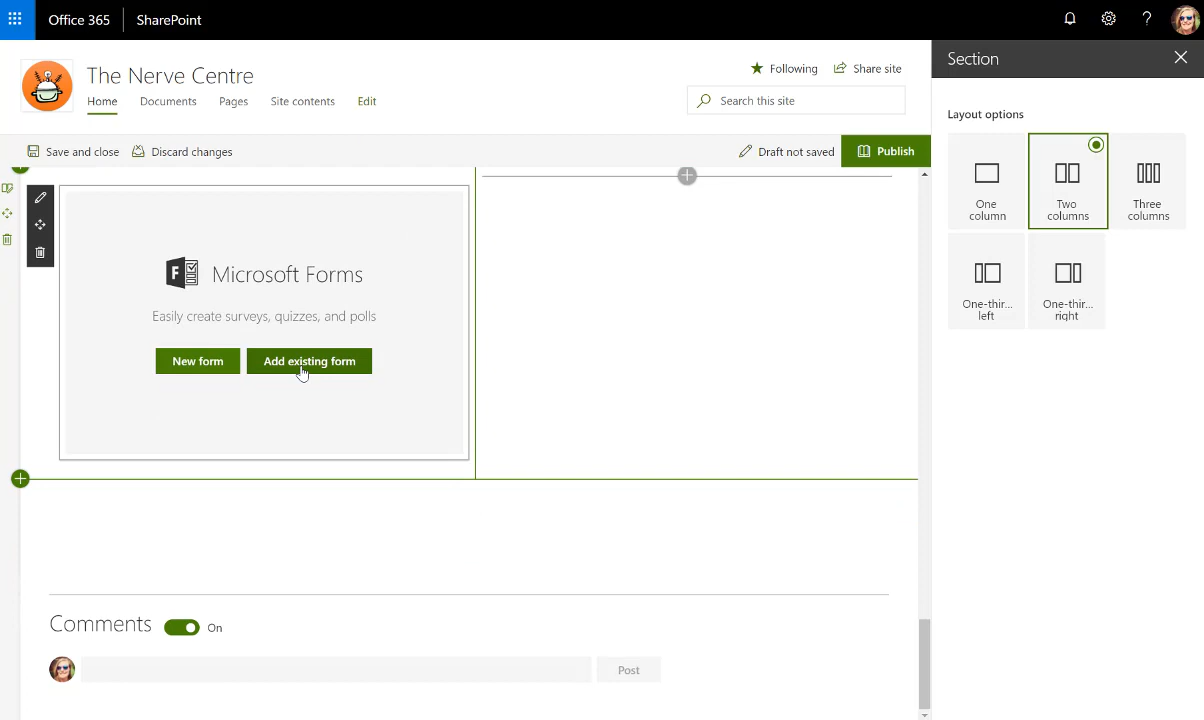 Office 365
SharePoint
The Nerve Centre
Following
Share site
Home
Documents
Pages
Site contents
Edit
Search this site
Save and close
Discard changes
Draft not saved
Publish
F
Microsoft Forms
Easily create surveys, quizzes, and polls
New form
Add existing form
Comments
On
Post
Section
Layout options
One
column
Two
columns
Three
columns
One-thir...
left
One-thir...
right